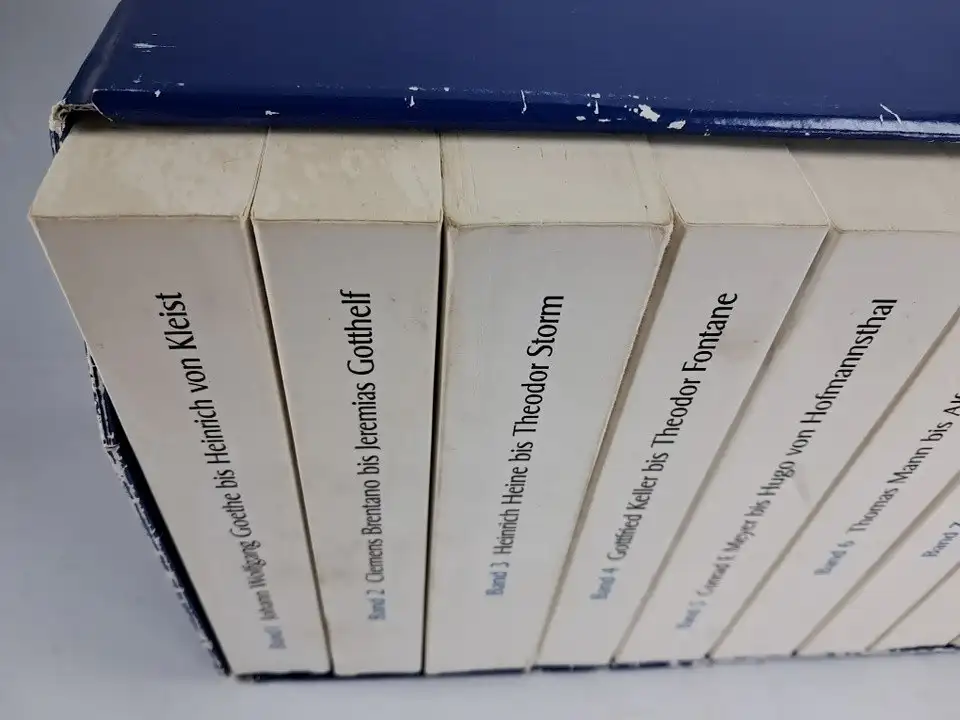 Band 1 Johann Wolfgang Goethe bis Heinrich von Kleist
Band 2 Clemens Brentano bis Jeremias Gotthelf
Band 3 Heinrich Heine bis Theodor Storm
Band 4 Gottfried Keller bis Theodor Fontane
Band 5 Conrad F. Meyer bis Hugo von Hofmannsthal
Band 6 Thomas Mann bis
Band 7